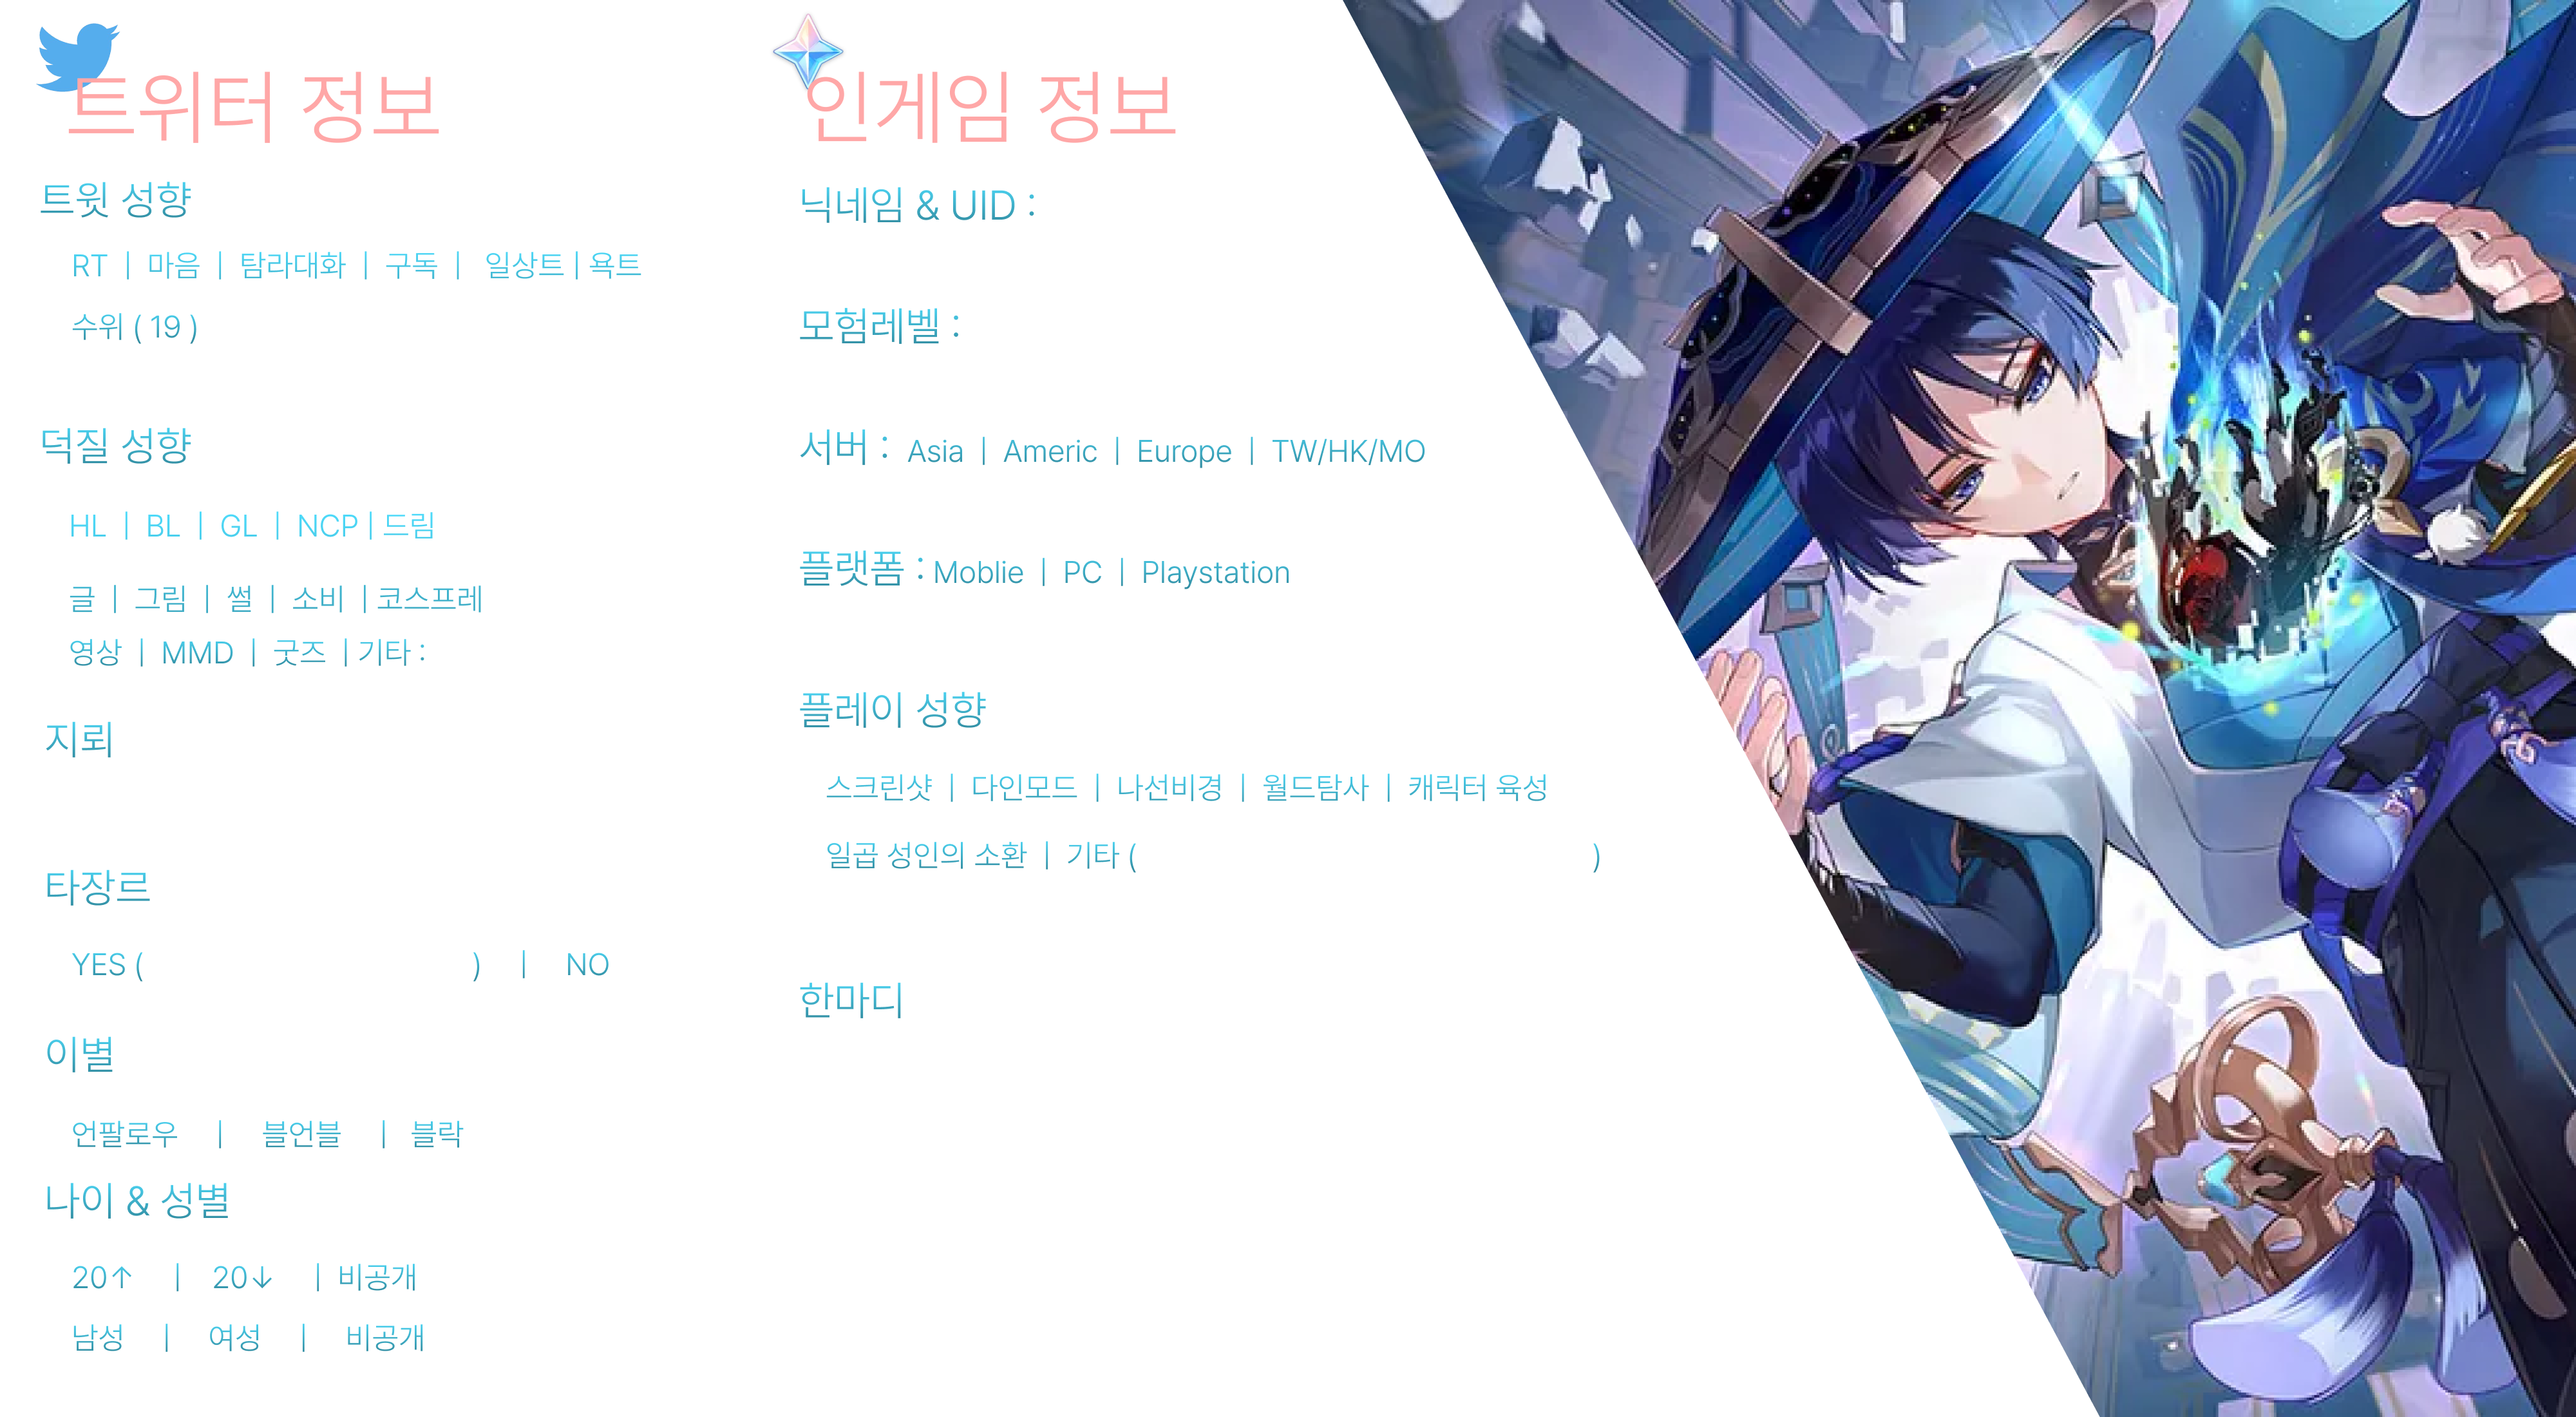 트위터 정보
트윗 성향
RT | 마음 | 탐라대화 | 구독 | 일상트 | 욕트
수위 ( 19 )
덕질 성향
HL | BL | GL | NCP | 드림
글 | 그림 | 썰 | 소비 | 코스프레
영상 | MMD | 굿즈 | 기타 :
지뢰
타장르
YES ( ) | NO
이별
언팔로우 | 블언블 | 블락
나이 & 성별
20↑ | 20↓ | 비공개
남성 | 여성 | 비공개
인게임 정보
닉네임 & UID :
모험레벨 :
서버 : Asia | Americ | Europe | TW/HK/MO
플랫폼 : Moblie | PC | Playstation
플레이 성향
스크린샷 | 다인모드 | 나선비경 | 월드탐사 | 캐릭터 육성
일곱 성인의 소환 | 기타 ( )
한마디